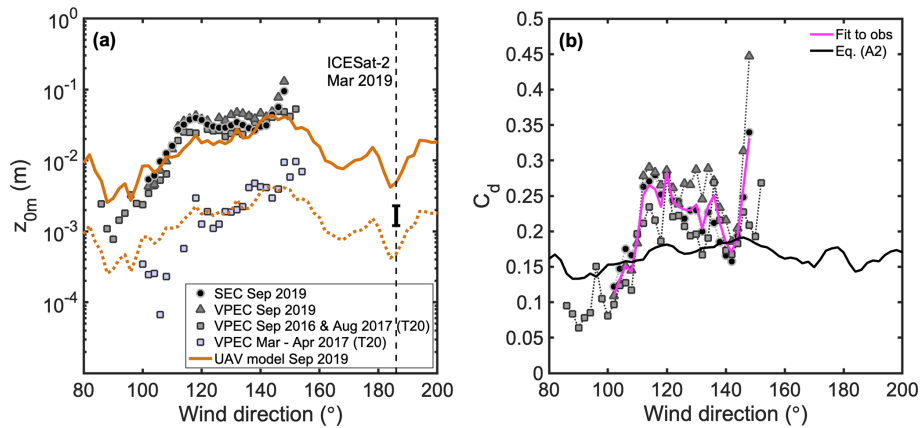 (a)
ICESat-2
Mar 2019
z0m (m)
10^0
10^-1
10^-2
10^-3
10^-4
SEC Sep 2019
VPEC Sep 2019
VPEC Sep 2016 & Aug 2017 (T20)
VPEC Mar - Apr 2017 (T20)
UAV model Sep 2019
80 100 120 140 160 180 200
Wind direction (°)
(b)
Fit to obs
Eq. (A2)
Cd
0.5
0.45
0.4
0.35
0.3
0.25
0.2
0.15
0.1
0.05
0
80 100 120 140 160 180 200
Wind direction (°)